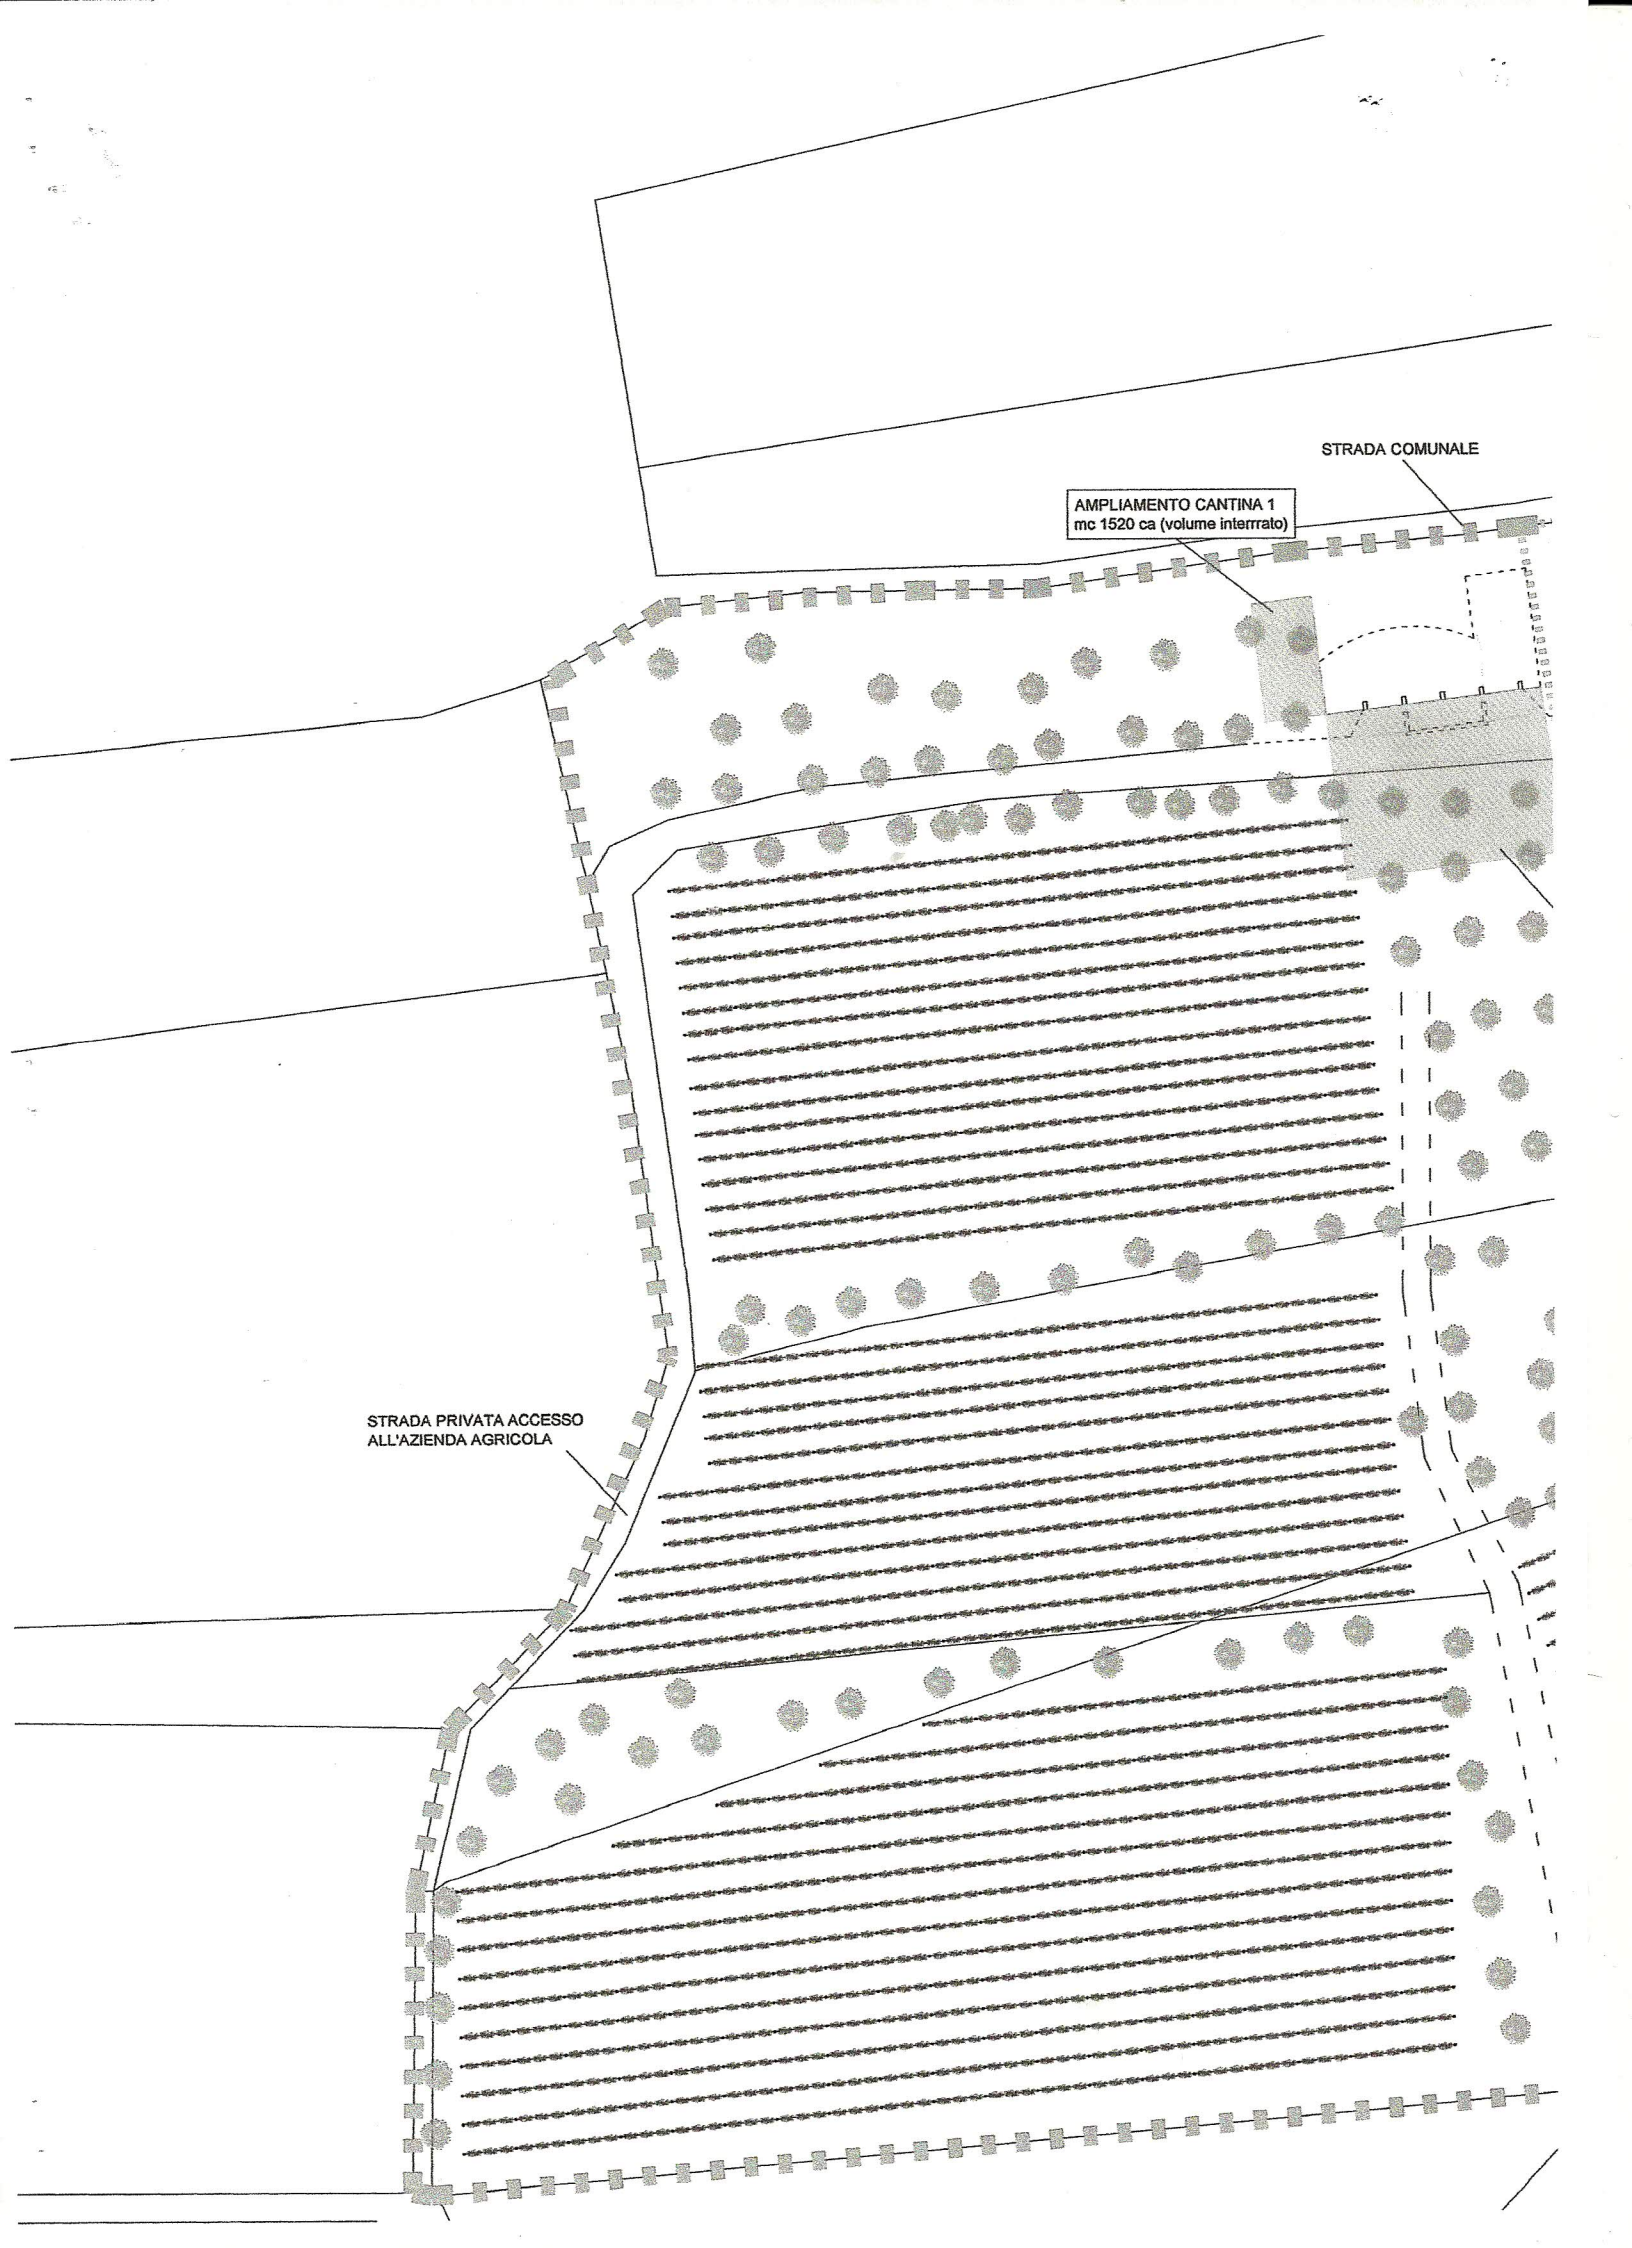 STRADA COMUNALE
AMPLIAMENTO CANTINA 1
mc 1520 ca (volume interrrato)
STRADA PRIVATA ACCESSO
ALL'AZIENDA AGRICOLA